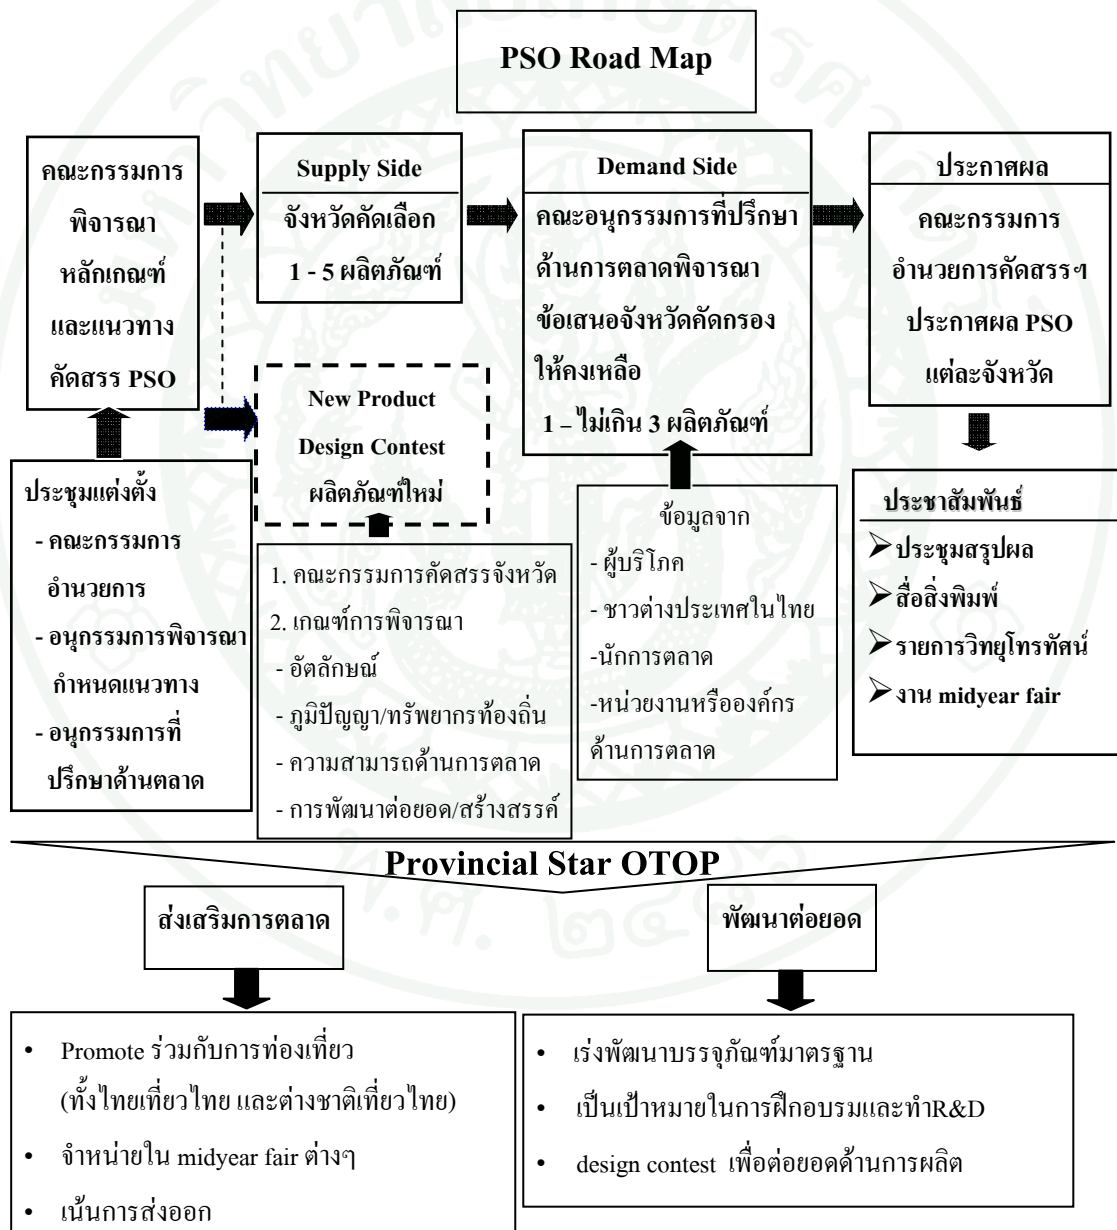 PSO Road Map
คณะกรรมการ
พิจารณา
หลักเกณฑ์
และแนวทาง
คัดสรร PSO
Supply Side
จังหวัดคัดเลือก
1 - 5 ผลิตภัณฑ์
Demand Side
คณะอนุกรรมการที่ปรึกษา
ด้านการตลาดพิจารณา
ข้อเสนอจังหวัดคัดกรอง
ให้คงเหลือ
1 – ไม่เกิน 3 ผลิตภัณฑ์
ประกาศผล
คณะกรรมการ
อำนวยการคัดสรรฯ
ประกาศผล PSO
แต่ละจังหวัด
New Product
Design Contest
ผลิตภัณฑ์ใหม่
ประชุมแต่งตั้ง
- คณะกรรมการ
อำนวยการ
- อนุกรรมการพิจารณา
กำหนดแนวทาง
- อนุกรรมการที่
ปรึกษาด้านตลาด
1. คณะกรรมการคัดสรรจังหวัด
2. เกณฑ์การพิจารณา
- อัตลักษณ์
- ภูมิปัญญา/ทรัพยากรท้องถิ่น
- ความสามารถด้านการตลาด
- การพัฒนาต่อยอด/สร้างสรรค์
ข้อมูลจาก
- ผู้บริโภค
- ชาวต่างประเทศในไทย
-นักการตลาด
-หน่วยงานหรือองค์กร
ด้านการตลาด
ประชาสัมพันธ์
➢ประชุมสรุปผล
➢สื่อสิ่งพิมพ์
➢รายการวิทยุโทรทัศน์
➢งาน midyear fair
Provincial Star OTOP
ส่งเสริมการตลาด
พัฒนาต่อยอด
• Promote ร่วมกับการท่องเที่ยว
(ทั้งไทยเที่ยวไทย และต่างชาติเที่ยวไทย)
• จำหน่ายใน midyear fair ต่างๆ
• เน้นการส่งออก
• เร่งพัฒนาบรรจุภัณฑ์มาตรฐาน
• เป็นเป้าหมายในการฝึกอบรมและทำR&D
• design contest เพื่อต่อยอดด้านการผลิต
พ.ศ. ๒๔๘๖